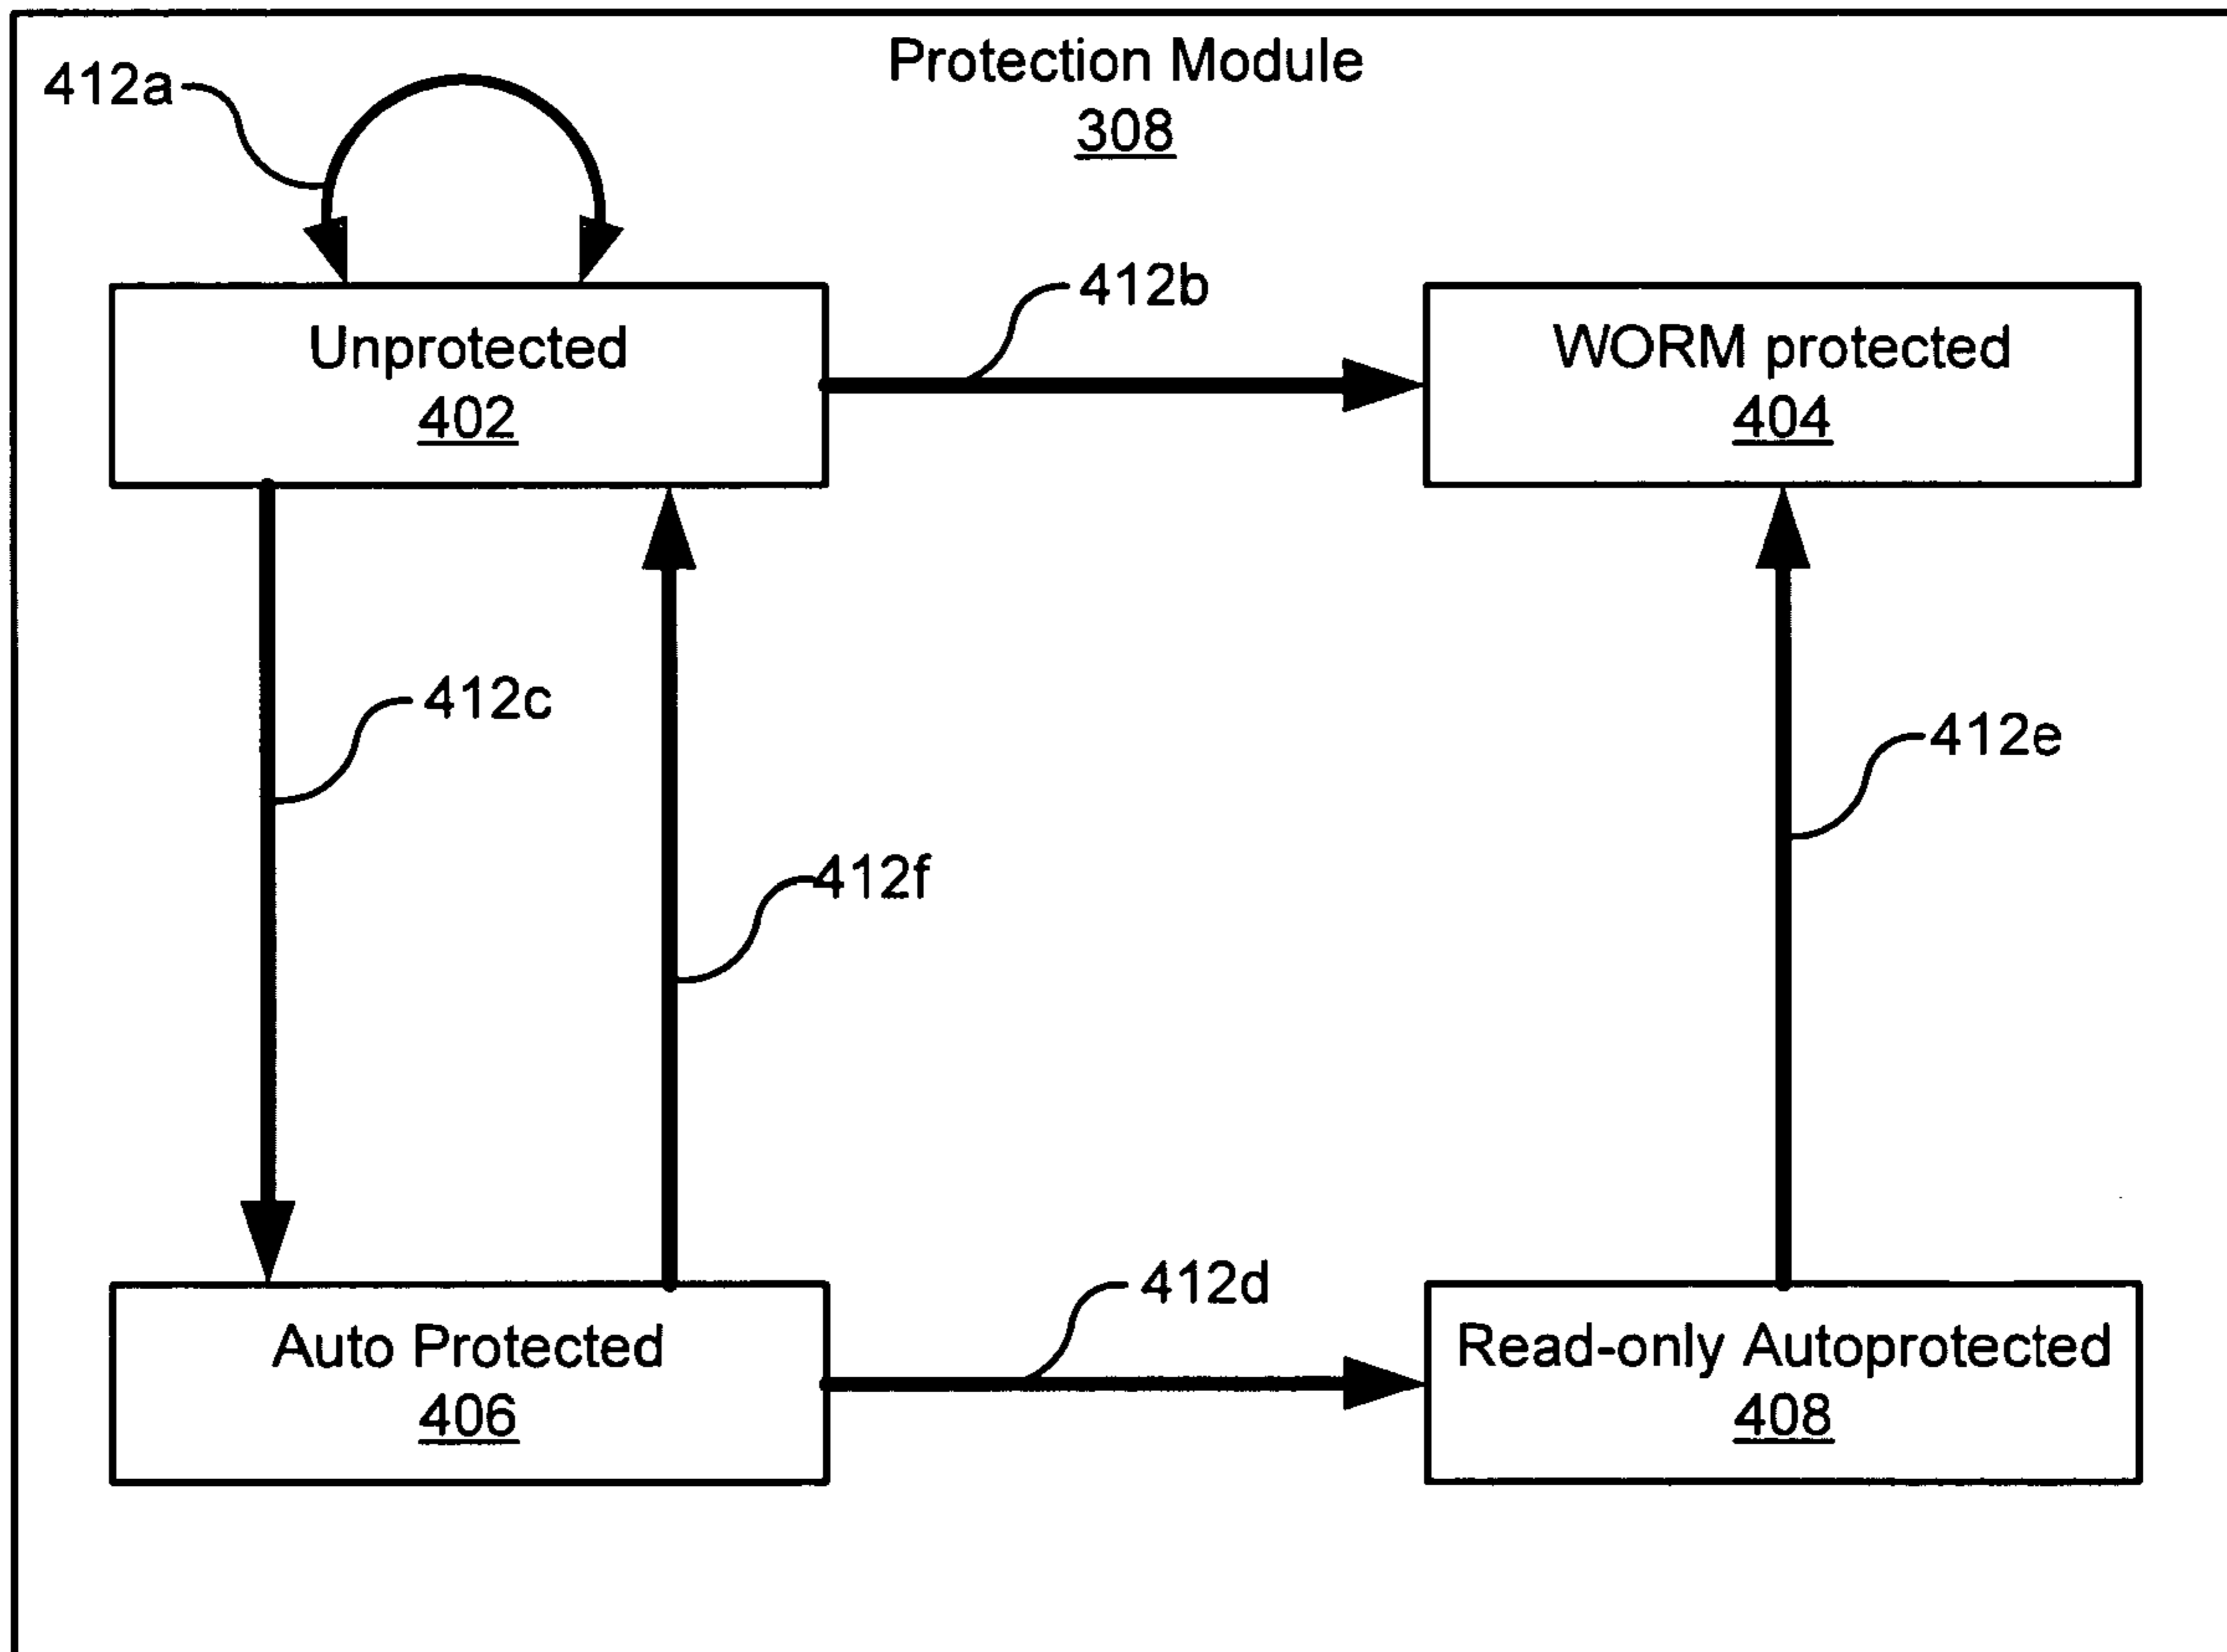 Protection Module
308
412a
412b
Unprotected
402
WORM protected
404
412c
412e
412f
412d
Auto Protected
406
Read-only Autoprotected
408